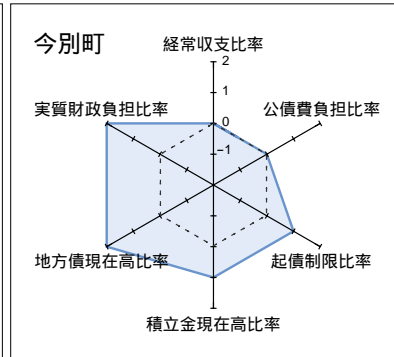 今別町
経常収支比率
2
1
0
-1
実質財政負担比率
公債費負担比率
地方債現在高比率
起債制限比率
積立金現在高比率